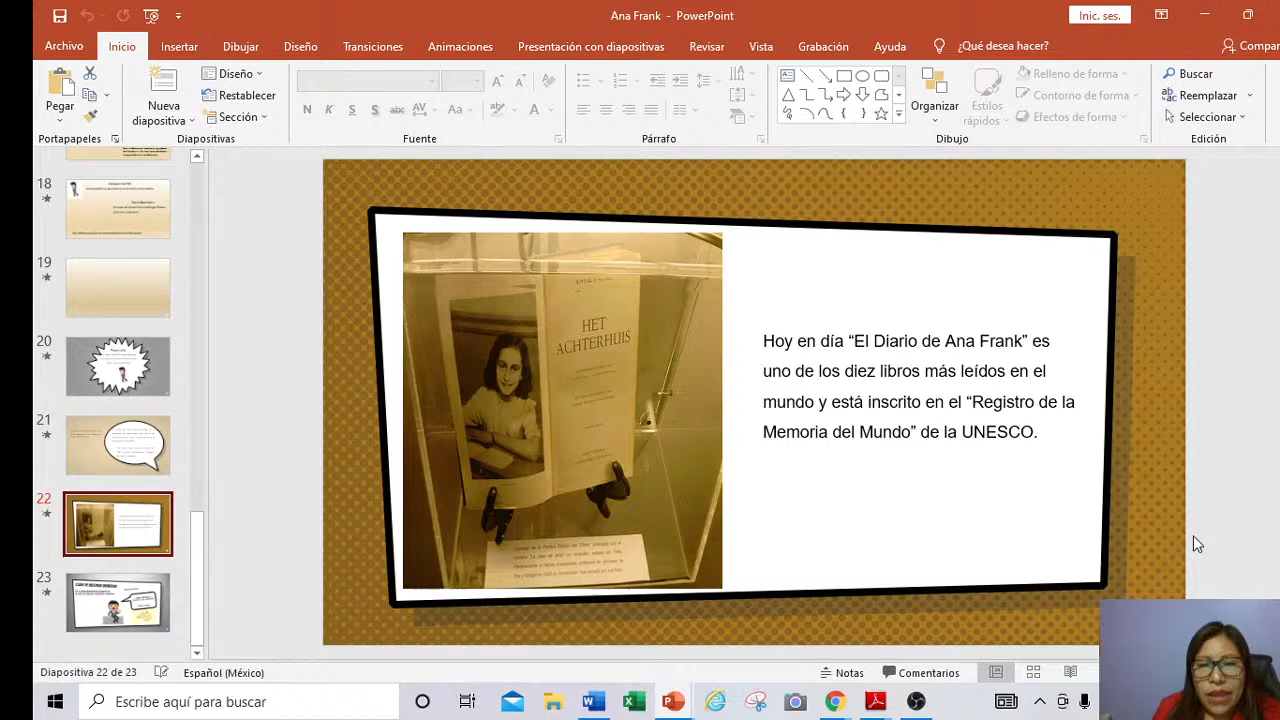 Ana Frank - PowerPoint
Inic. ses.
Archivo Inicio Insertar Dibujar Diseño Transiciones Animaciones Presentación con diapositivas Revisar Vista Grabación Ayuda ¿Qué desea hacer? Compar
Pegar
Portapapeles
Nueva
diapositiva
Diseño
Restablecer
Sección
Diapositivas
N K S S abc AV Aa A
Fuente
Párrafo
Organizar
Estilos
rápidos
Relleno de forma
Contorno de forma
Efectos de forma
Dibujo
Buscar
Reemplazar
Seleccionar
Edición
18
19
20
21
22
23
HET
ACHTERHUIS
Hoy en día “El Diario de Ana Frank” es
uno de los diez libros más leídos en el
mundo y está inscrito en el “Registro de la
Memoria del Mundo” de la UNESCO.
Diapositiva 22 de 23 Español (México) Notas Comentarios
Escribe aquí para buscar